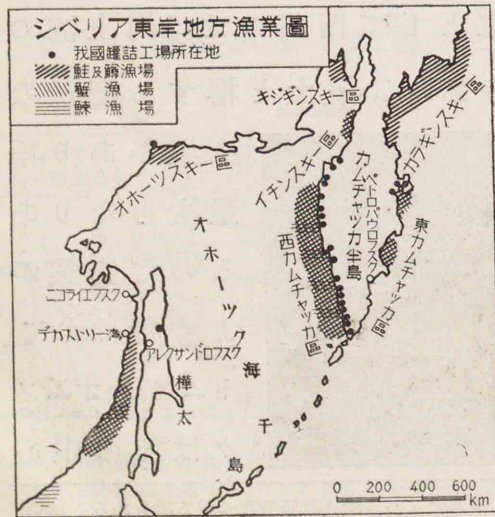 シベリア東岸地方漁業圖
我國罐詰工場所在地
鮭及鱒漁場
蟹漁場
鰊漁場
キジギンスキー區
カラギンスキー區
イチンスキー區
オホーツスキー區
カムチャッカ半島
ペトロパウロフスク
東カムチャッカ區
西カムチャッカ區
オホーツク海
ニコライエフスク
デカストリー湾
アレクサンドロフスク
樺太
千島
0 200 400 600
km